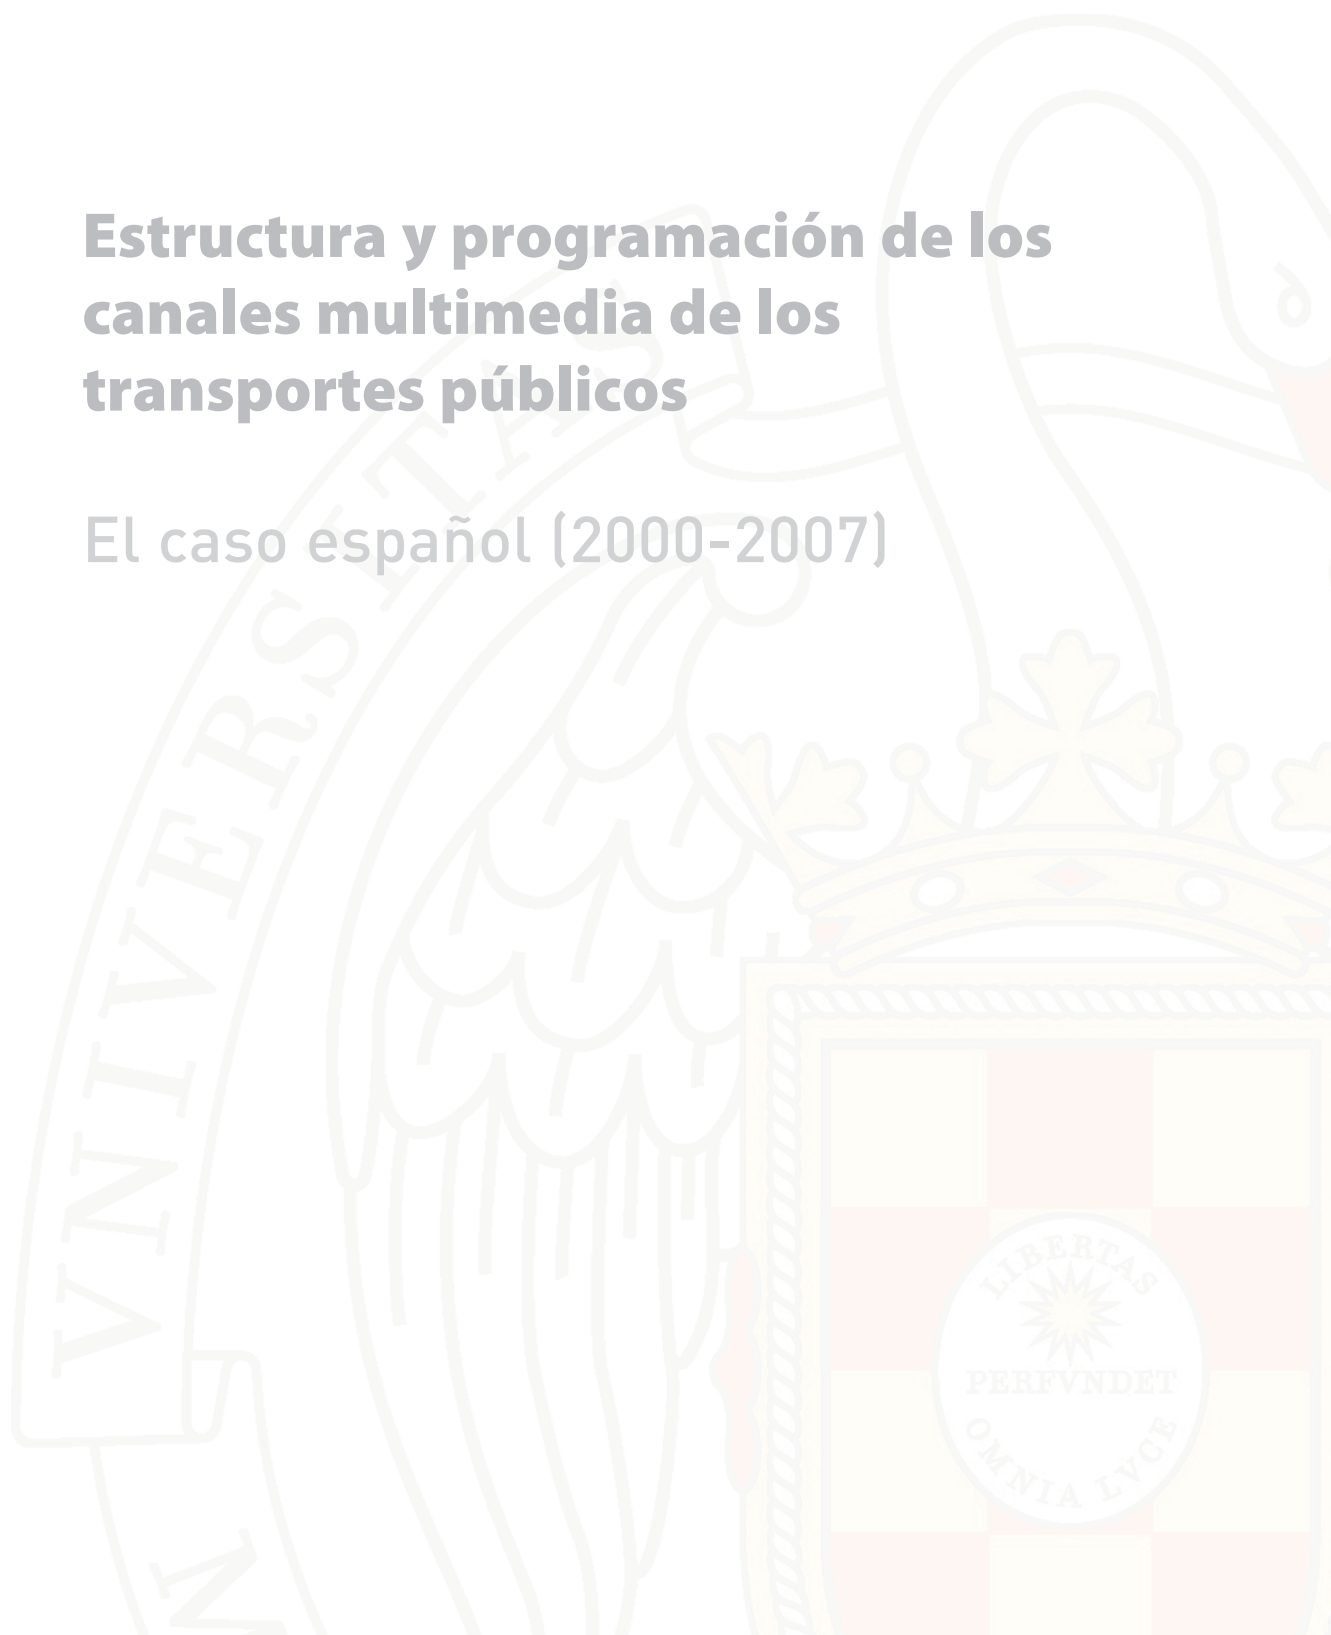 Estructura y programación de los
canales multimedia de los
transportes públicos
El caso español (2000-2007)
VNIVERSITAS
LIBERTAS
PERFVNDET
OMNIA LVCE
M